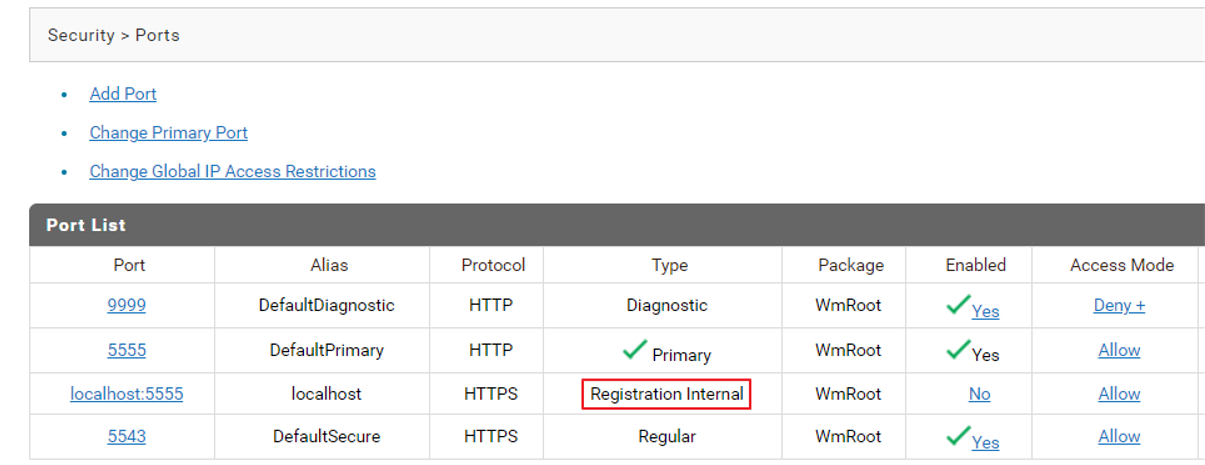 Security > Ports
Add Port
Change Primary Port
Change Global IP Access Restrictions
Port List
Port Alias Protocol Type Package Enabled Access Mode
9999 DefaultDiagnostic HTTP Diagnostic WmRoot Yes Deny +
5555 DefaultPrimary HTTP Primary WmRoot Yes Allow
localhost:5555 localhost HTTPS Registration Internal WmRoot No Allow
5543 DefaultSecure HTTPS Regular WmRoot Yes Allow